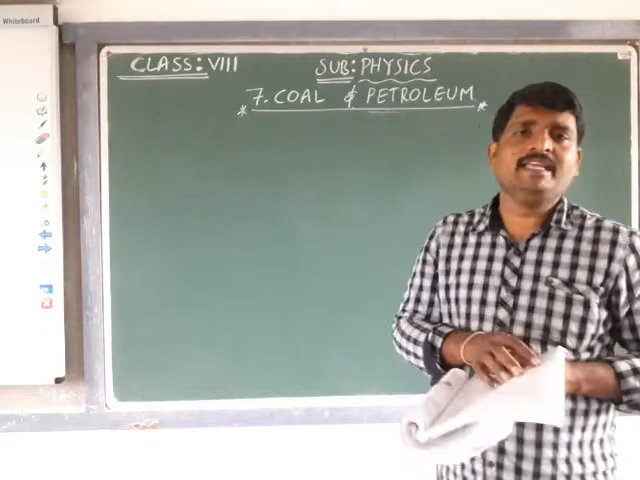 Whiteboard
CLASS: VIII
SUB: PHYSICS
* 7. COAL & PETROLEUM *